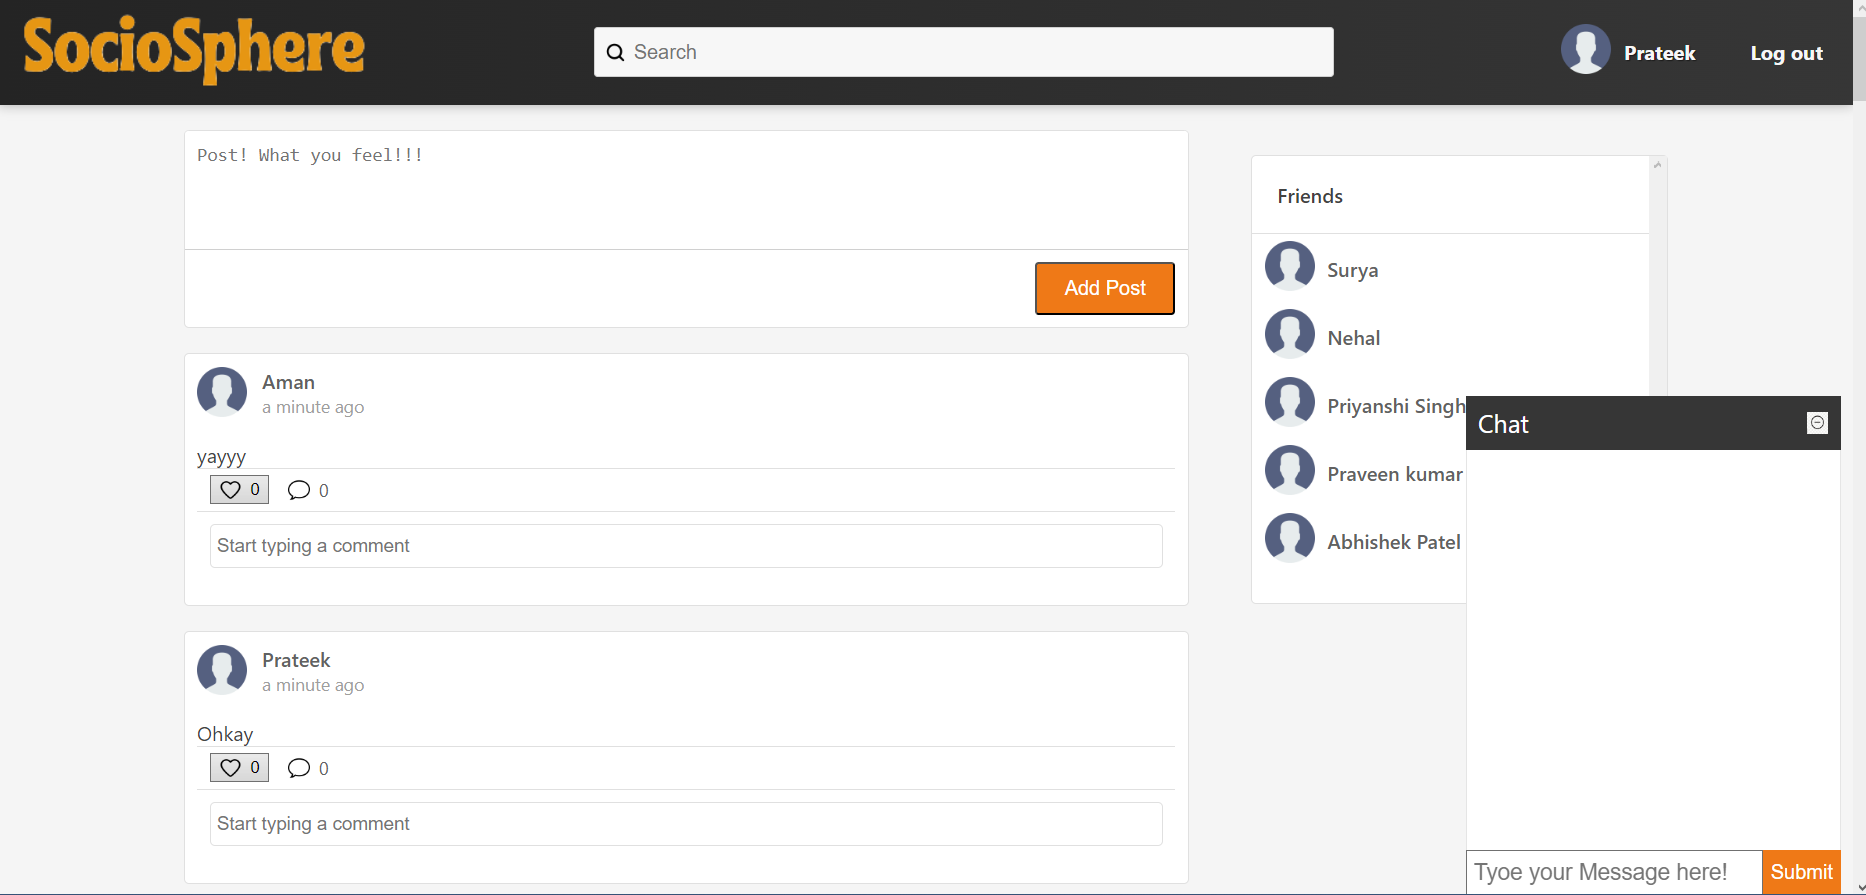 SocioSphere
Search
Prateek
Log out
Post! What you feel!!!
Add Post
Aman
a minute ago
yayyy
0
0
Start typing a comment
Prateek
a minute ago
Ohkay
0
0
Start typing a comment
Friends
Surya
Nehal
Priyanshi Singh
Praveen kumar
Abhishek Patel
Chat
Tyoe your Message here!
Submit